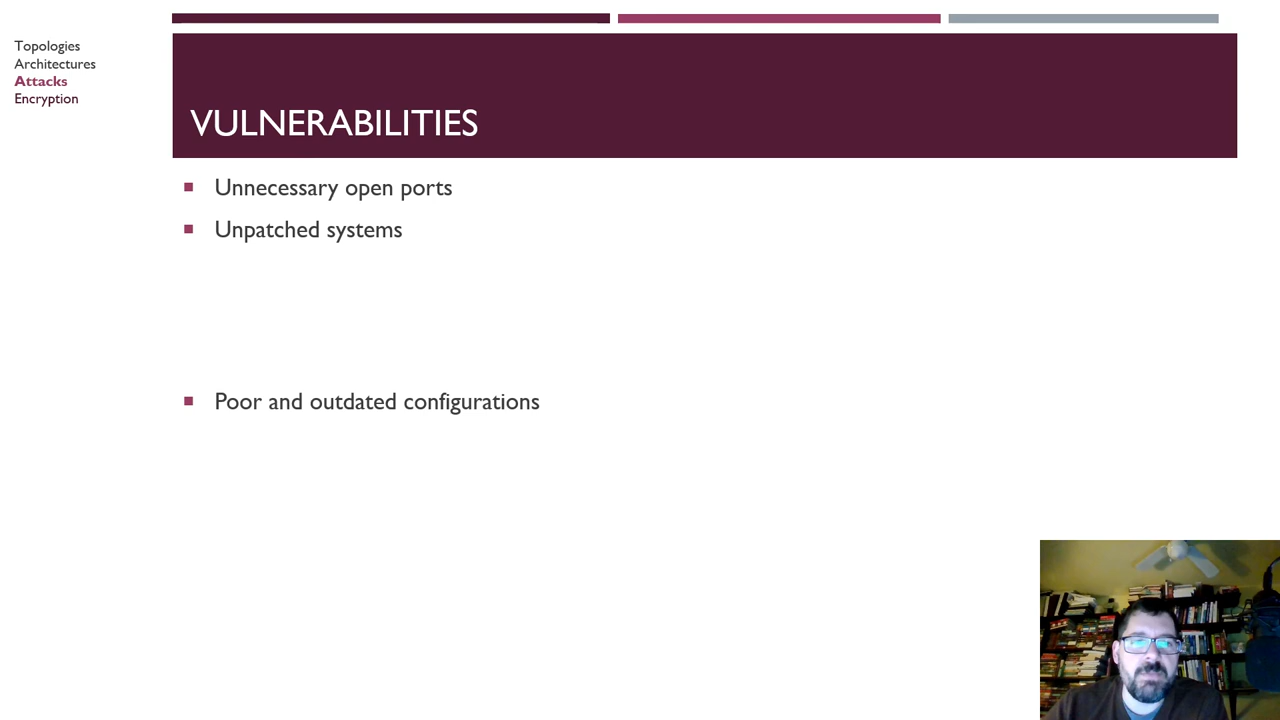 Topologies
Architectures
Attacks
Encryption
VULNERABILITIES
Unnecessary open ports
Unpatched systems
Poor and outdated configurations